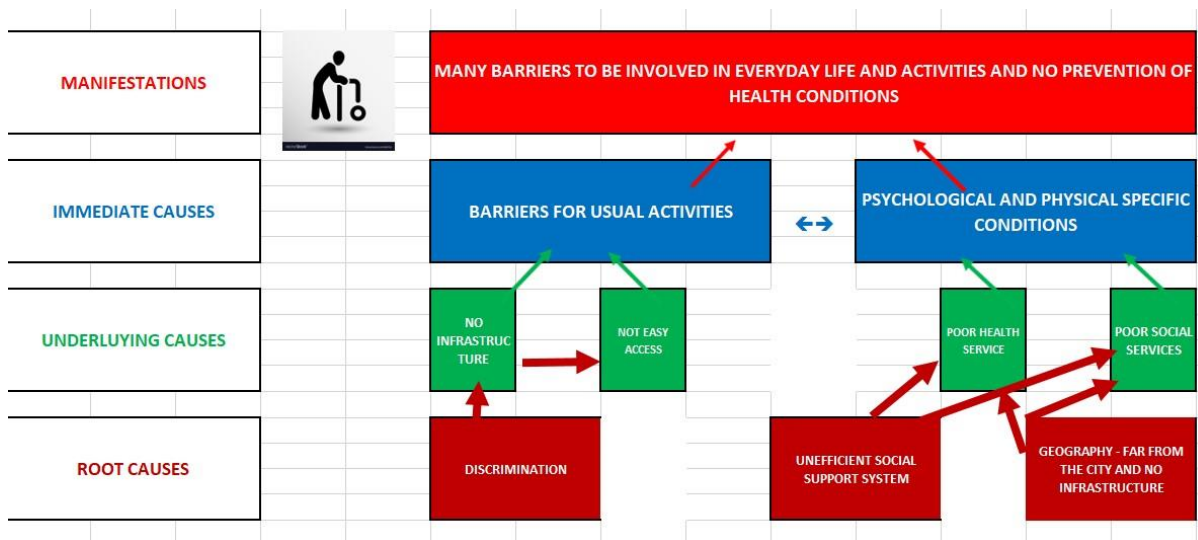 MANIFESTATIONS
MANY BARRIERS TO BE INVOLVED IN EVERYDAY LIFE AND ACTIVITIES AND NO PREVENTION OF
HEALTH CONDITIONS
IMMEDIATE CAUSES
BARRIERS FOR USUAL ACTIVITIES
PSYCHOLOGICAL AND PHYSICAL SPECIFIC
CONDITIONS
UNDERLUYING CAUSES
NO
INFRASTRUC
TURE
NOT EASY
ACCESS
POOR HEALTH
SERVICE
POOR SOCIAL
SERVICES
ROOT CAUSES
DISCRIMINATION
UNEFFICIENT SOCIAL
SUPPORT SYSTEM
GEOGRAPHY - FAR FROM
THE CITY AND NO
INFRASTRUCTURE